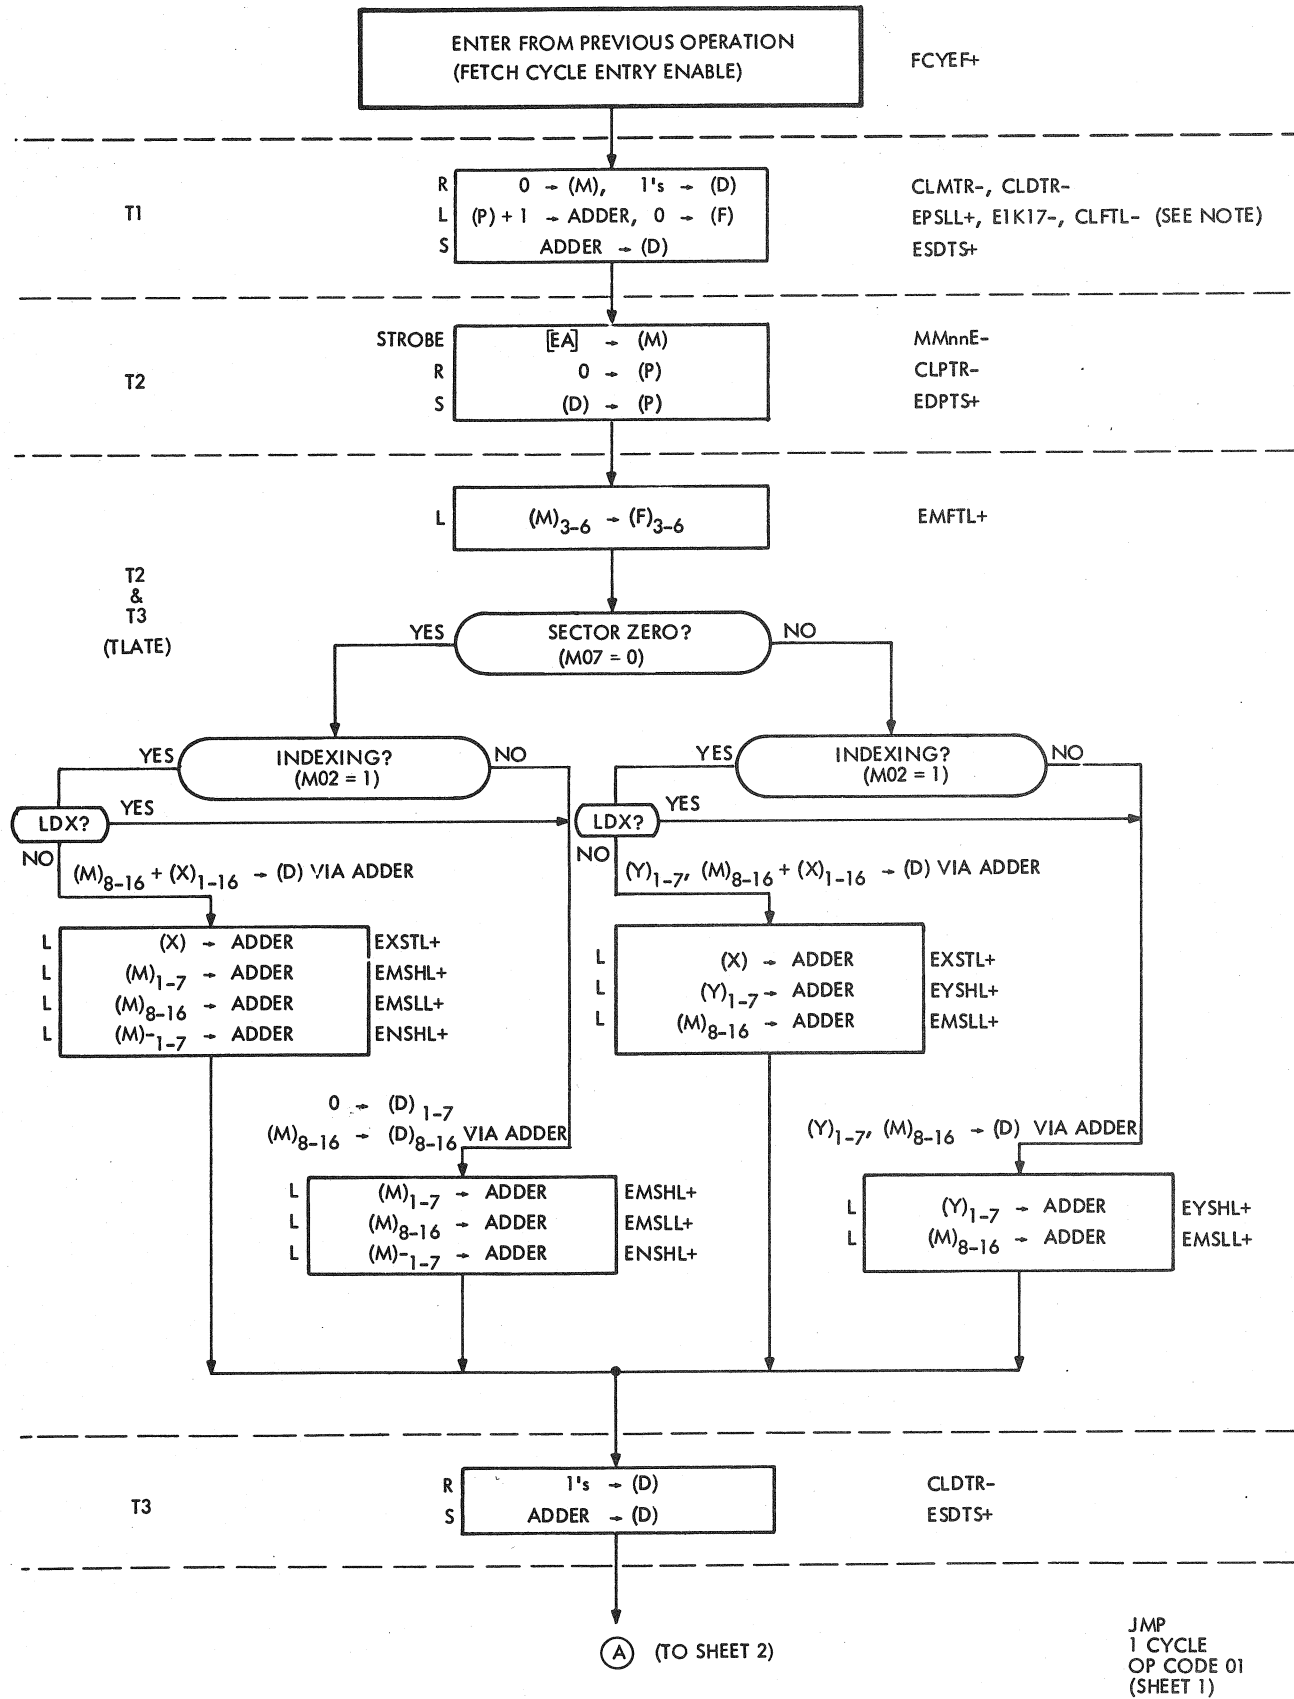 ENTER FROM PREVIOUS OPERATION
(FETCH CYCLE ENTRY ENABLE)
FCYEF+
T1
R 0 → (M), 1's → (D) CLMTR-, CLDTR-
L (P) + 1 → ADDER, 0 → (F) EPSLL+, E1K17-, CLFTL- (SEE NOTE)
S ADDER → (D) ESDTS+
T2
STROBE [EA] → (M) MMnnE-
R 0 → (P) CLPTR-
S (D) → (P) EDPTS+
L (M)3-6 → (F)3-6 EMFTL+
T2
&
T3
(TLATE)
YES SECTOR ZERO? NO
(M07 = 0)
YES INDEXING? NO
(M02 = 1)
YES INDEXING? NO
(M02 = 1)
LDX? YES
NO
LDX? YES
NO
(M)8-16 + (X)1-16 → (D) VIA ADDER
(Y)1-7, (M)8-16 + (X)1-16 → (D) VIA ADDER
L (X) → ADDER EXSTL+
L (M)1-7 → ADDER EMSHL+
L (M)8-16 → ADDER EMSLL+
L (M)-1-7 → ADDER ENSHL+
L (X) → ADDER EXSTL+
L (Y)1-7 → ADDER EYSHL+
L (M)8-16 → ADDER EMSLL+
0 → (D)1-7
(M)8-16 → (D)8-16 VIA ADDER
(Y)1-7, (M)8-16 → (D) VIA ADDER
L (M)1-7 → ADDER EMSHL+
L (M)8-16 → ADDER EMSLL+
L (M)-1-7 → ADDER ENSHL+
L (Y)1-7 → ADDER EYSHL+
L (M)8-16 → ADDER EMSLL+
T3
R 1's → (D) CLDTR-
S ADDER → (D) ESDTS+
A (TO SHEET 2)
JMP
1 CYCLE
OP CODE 01
(SHEET 1)